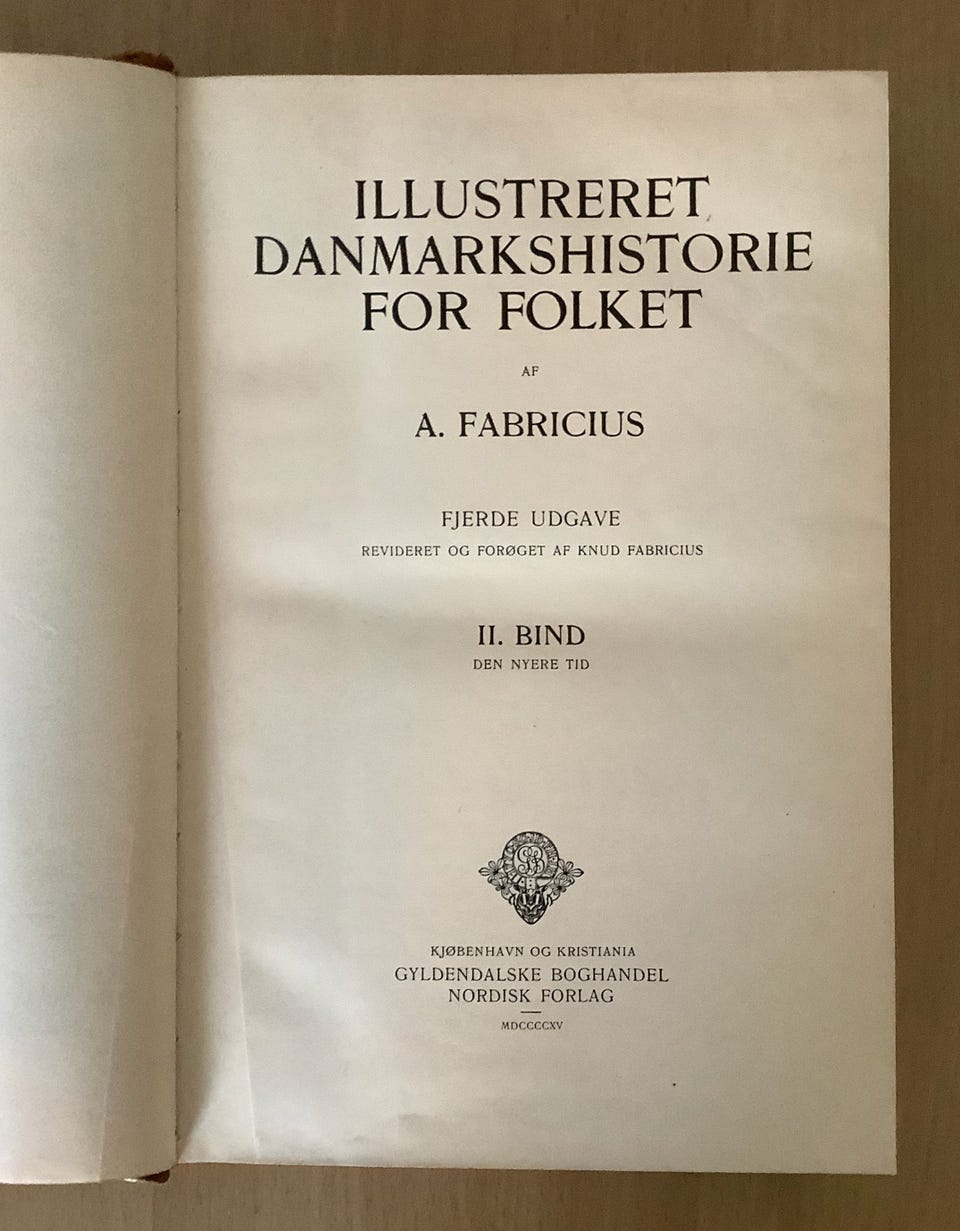 ILLUSTRERET
DANMARKSHISTORIE
FOR FOLKET
AF
A. FABRICIUS
FJERDE UDGAVE
REVIDERET OG FORØGET AF KNUD FABRICIUS
II. BIND
DEN NYERE TID
GB
KJØBENHAVN OG KRISTIANIA
GYLDENDALSKE BOGHANDEL
NORDISK FORLAG
MDCCCCXV